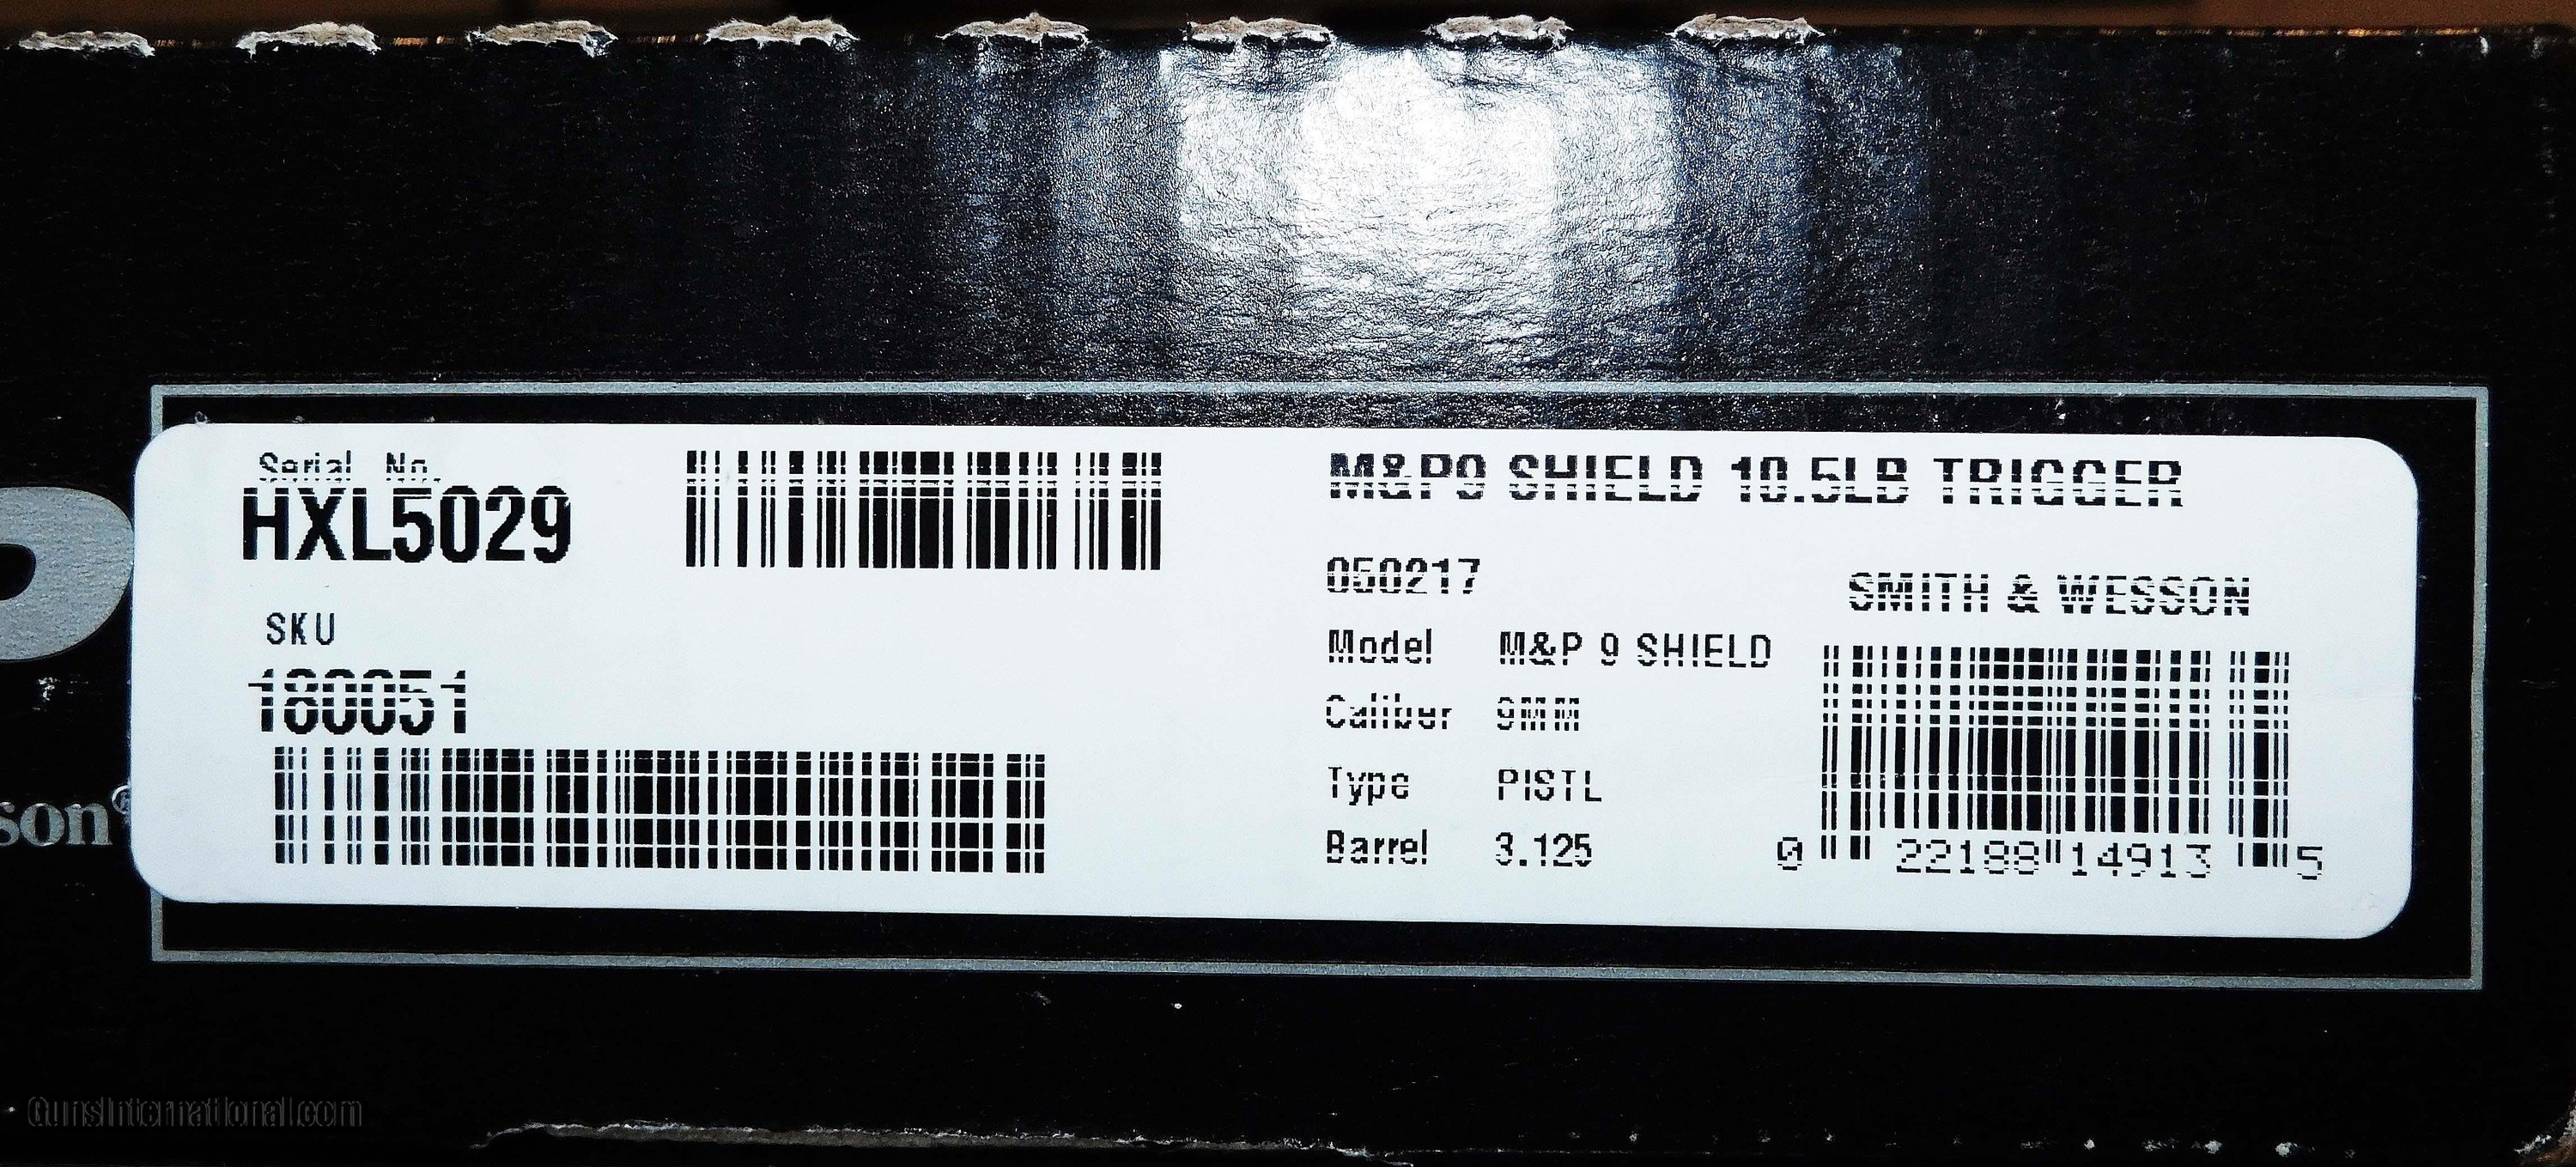 Serial No.
HXL5029
SKU
180051
M&P9 SHIELD 10.5LB TRIGGER
050217
SMITH & WESSON
Model M&P 9 SHIELD
Caliber 9MM
Type PISTL
Barrel 3.125
0 22188 14913 5
son®
GunsInternational.com